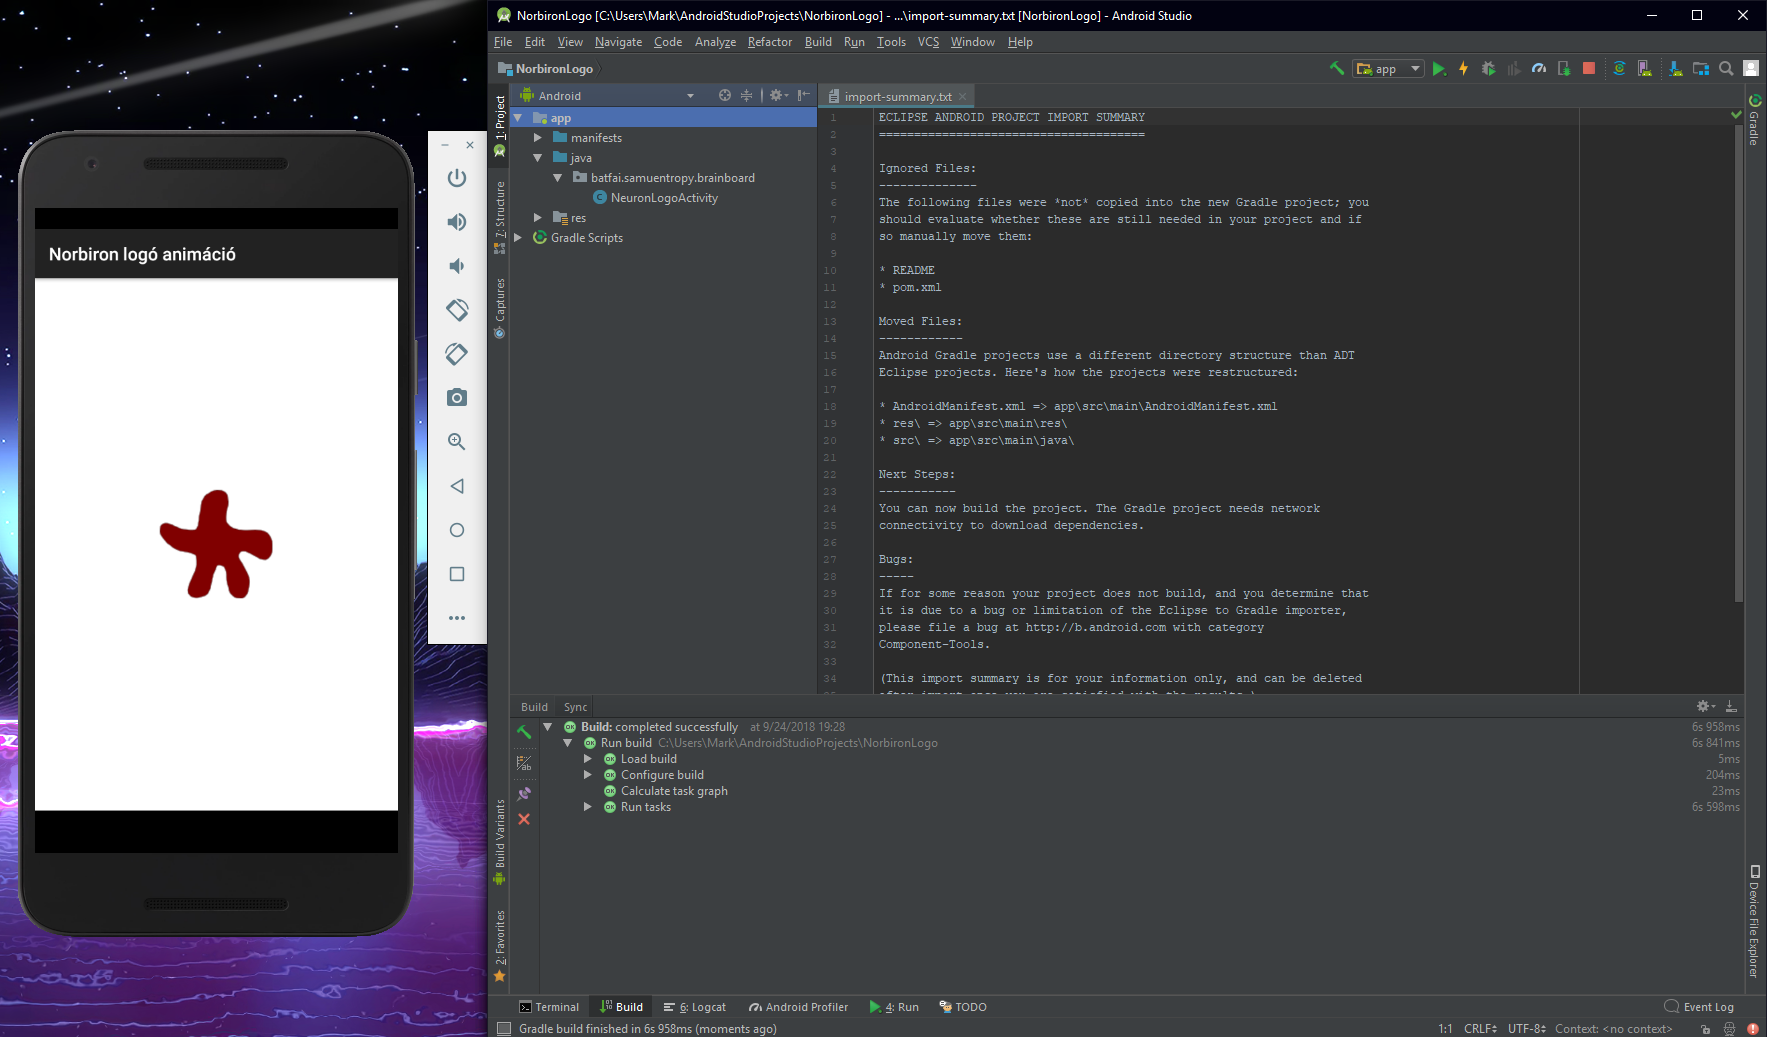 NorbironLogo [C:\Users\Mark\AndroidStudioProjects\NorbironLogo] - ...\import-summary.txt [NorbironLogo] - Android Studio
File Edit View Navigate Code Analyze Refactor Build Run Tools VCS Window Help
NorbironLogo
app
Android
import-summary.txt
1: Project
7: Structure
Captures
Build Variants
2: Favorites
Gradle
Device File Explorer
app
manifests
java
batfai.samuentropy.brainboard
NeuronLogoActivity
res
Gradle Scripts
Norbiron logó animáció
1 ECLIPSE ANDROID PROJECT IMPORT SUMMARY
2 ======================================
3
4 Ignored Files:
5 --------------
6 The following files were *not* copied into the new Gradle project; you
7 should evaluate whether these are still needed in your project and if
8 so manually move them:
9
10 * README
11 * pom.xml
12
13 Moved Files:
14 ------------
15 Android Gradle projects use a different directory structure than ADT
16 Eclipse projects. Here's how the projects were restructured:
17
18 * AndroidManifest.xml => app\src\main\AndroidManifest.xml
19 * res\ => app\src\main\res\
20 * src\ => app\src\main\java\
21
22 Next Steps:
23 -----------
24 You can now build the project. The Gradle project needs network
25 connectivity to download dependencies.
26
27 Bugs:
28 -----
29 If for some reason your project does not build, and you determine that
30 it is due to a bug or limitation of the Eclipse to Gradle importer,
31 please file a bug at http://b.android.com with category
32 Component-Tools.
33
34 (This import summary is for your information only, and can be deleted
Build Sync
Build: completed successfully at 9/24/2018 19:28 6s 958ms
Run build C:\Users\Mark\AndroidStudioProjects\NorbironLogo 6s 841ms
Load build 5ms
Configure build 204ms
Calculate task graph 23ms
Run tasks 6s 598ms
Terminal Build 6: Logcat Android Profiler 4: Run TODO Event Log
Gradle build finished in 6s 958ms (moments ago) 1:1 CRLF UTF-8 Context: <no context>